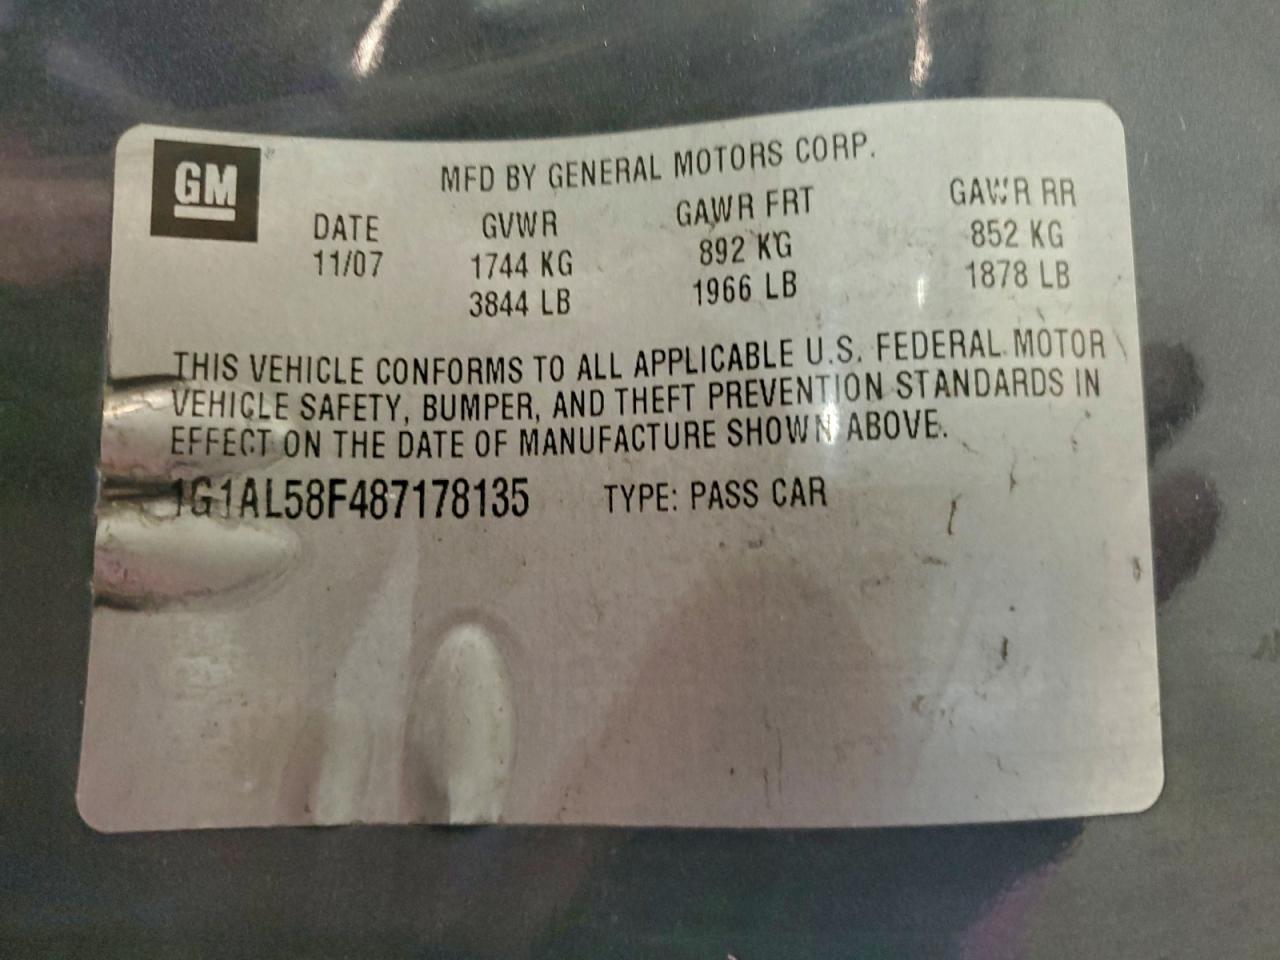 GM
MFD BY GENERAL MOTORS CORP.
DATE GVWR GAWR FRT GAWR RR
11/07 1744 KG 892 KG 852 KG
3844 LB 1966 LB 1878 LB
THIS VEHICLE CONFORMS TO ALL APPLICABLE U.S. FEDERAL MOTOR
VEHICLE SAFETY, BUMPER, AND THEFT PREVENTION STANDARDS IN
EFFECT ON THE DATE OF MANUFACTURE SHOWN ABOVE.
1G1AL58F487178135 TYPE: PASS CAR